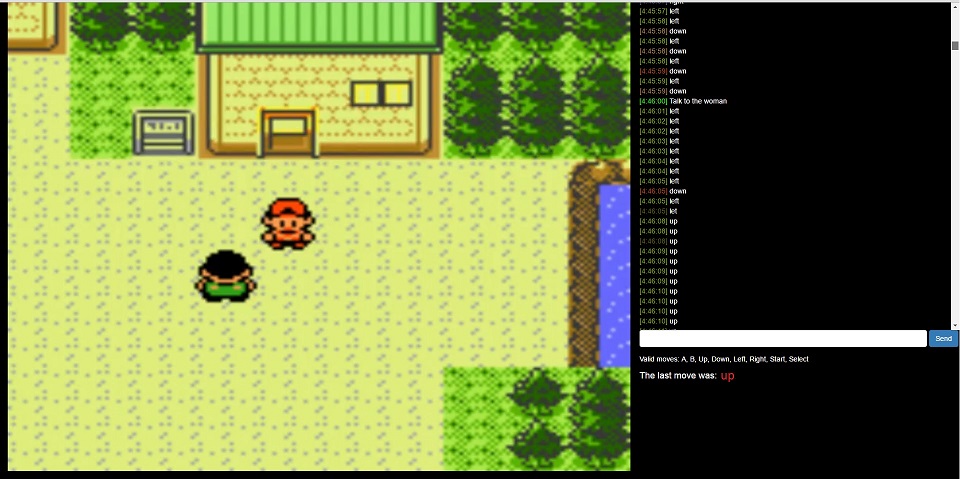 [4:45:57] left
[4:45:58] left
[4:45:58] down
[4:45:58] left
[4:45:58] down
[4:45:58] left
[4:45:59] down
[4:45:59] left
[4:45:59] down
[4:46:00] Talk to the woman
[4:46:01] left
[4:46:02] left
[4:46:02] left
[4:46:03] left
[4:46:03] left
[4:46:04] left
[4:46:04] left
[4:46:05] left
[4:46:05] down
[4:46:05] left
[4:46:05] let
[4:46:08] up
[4:46:08] up
[4:46:08] up
[4:46:09] up
[4:46:09] up
[4:46:09] up
[4:46:09] up
[4:46:10] up
[4:46:10] up
[4:46:10] up
[4:46:10] up
Send
Valid moves: A, B, Up, Down, Left, Right, Start, Select
The last move was: up